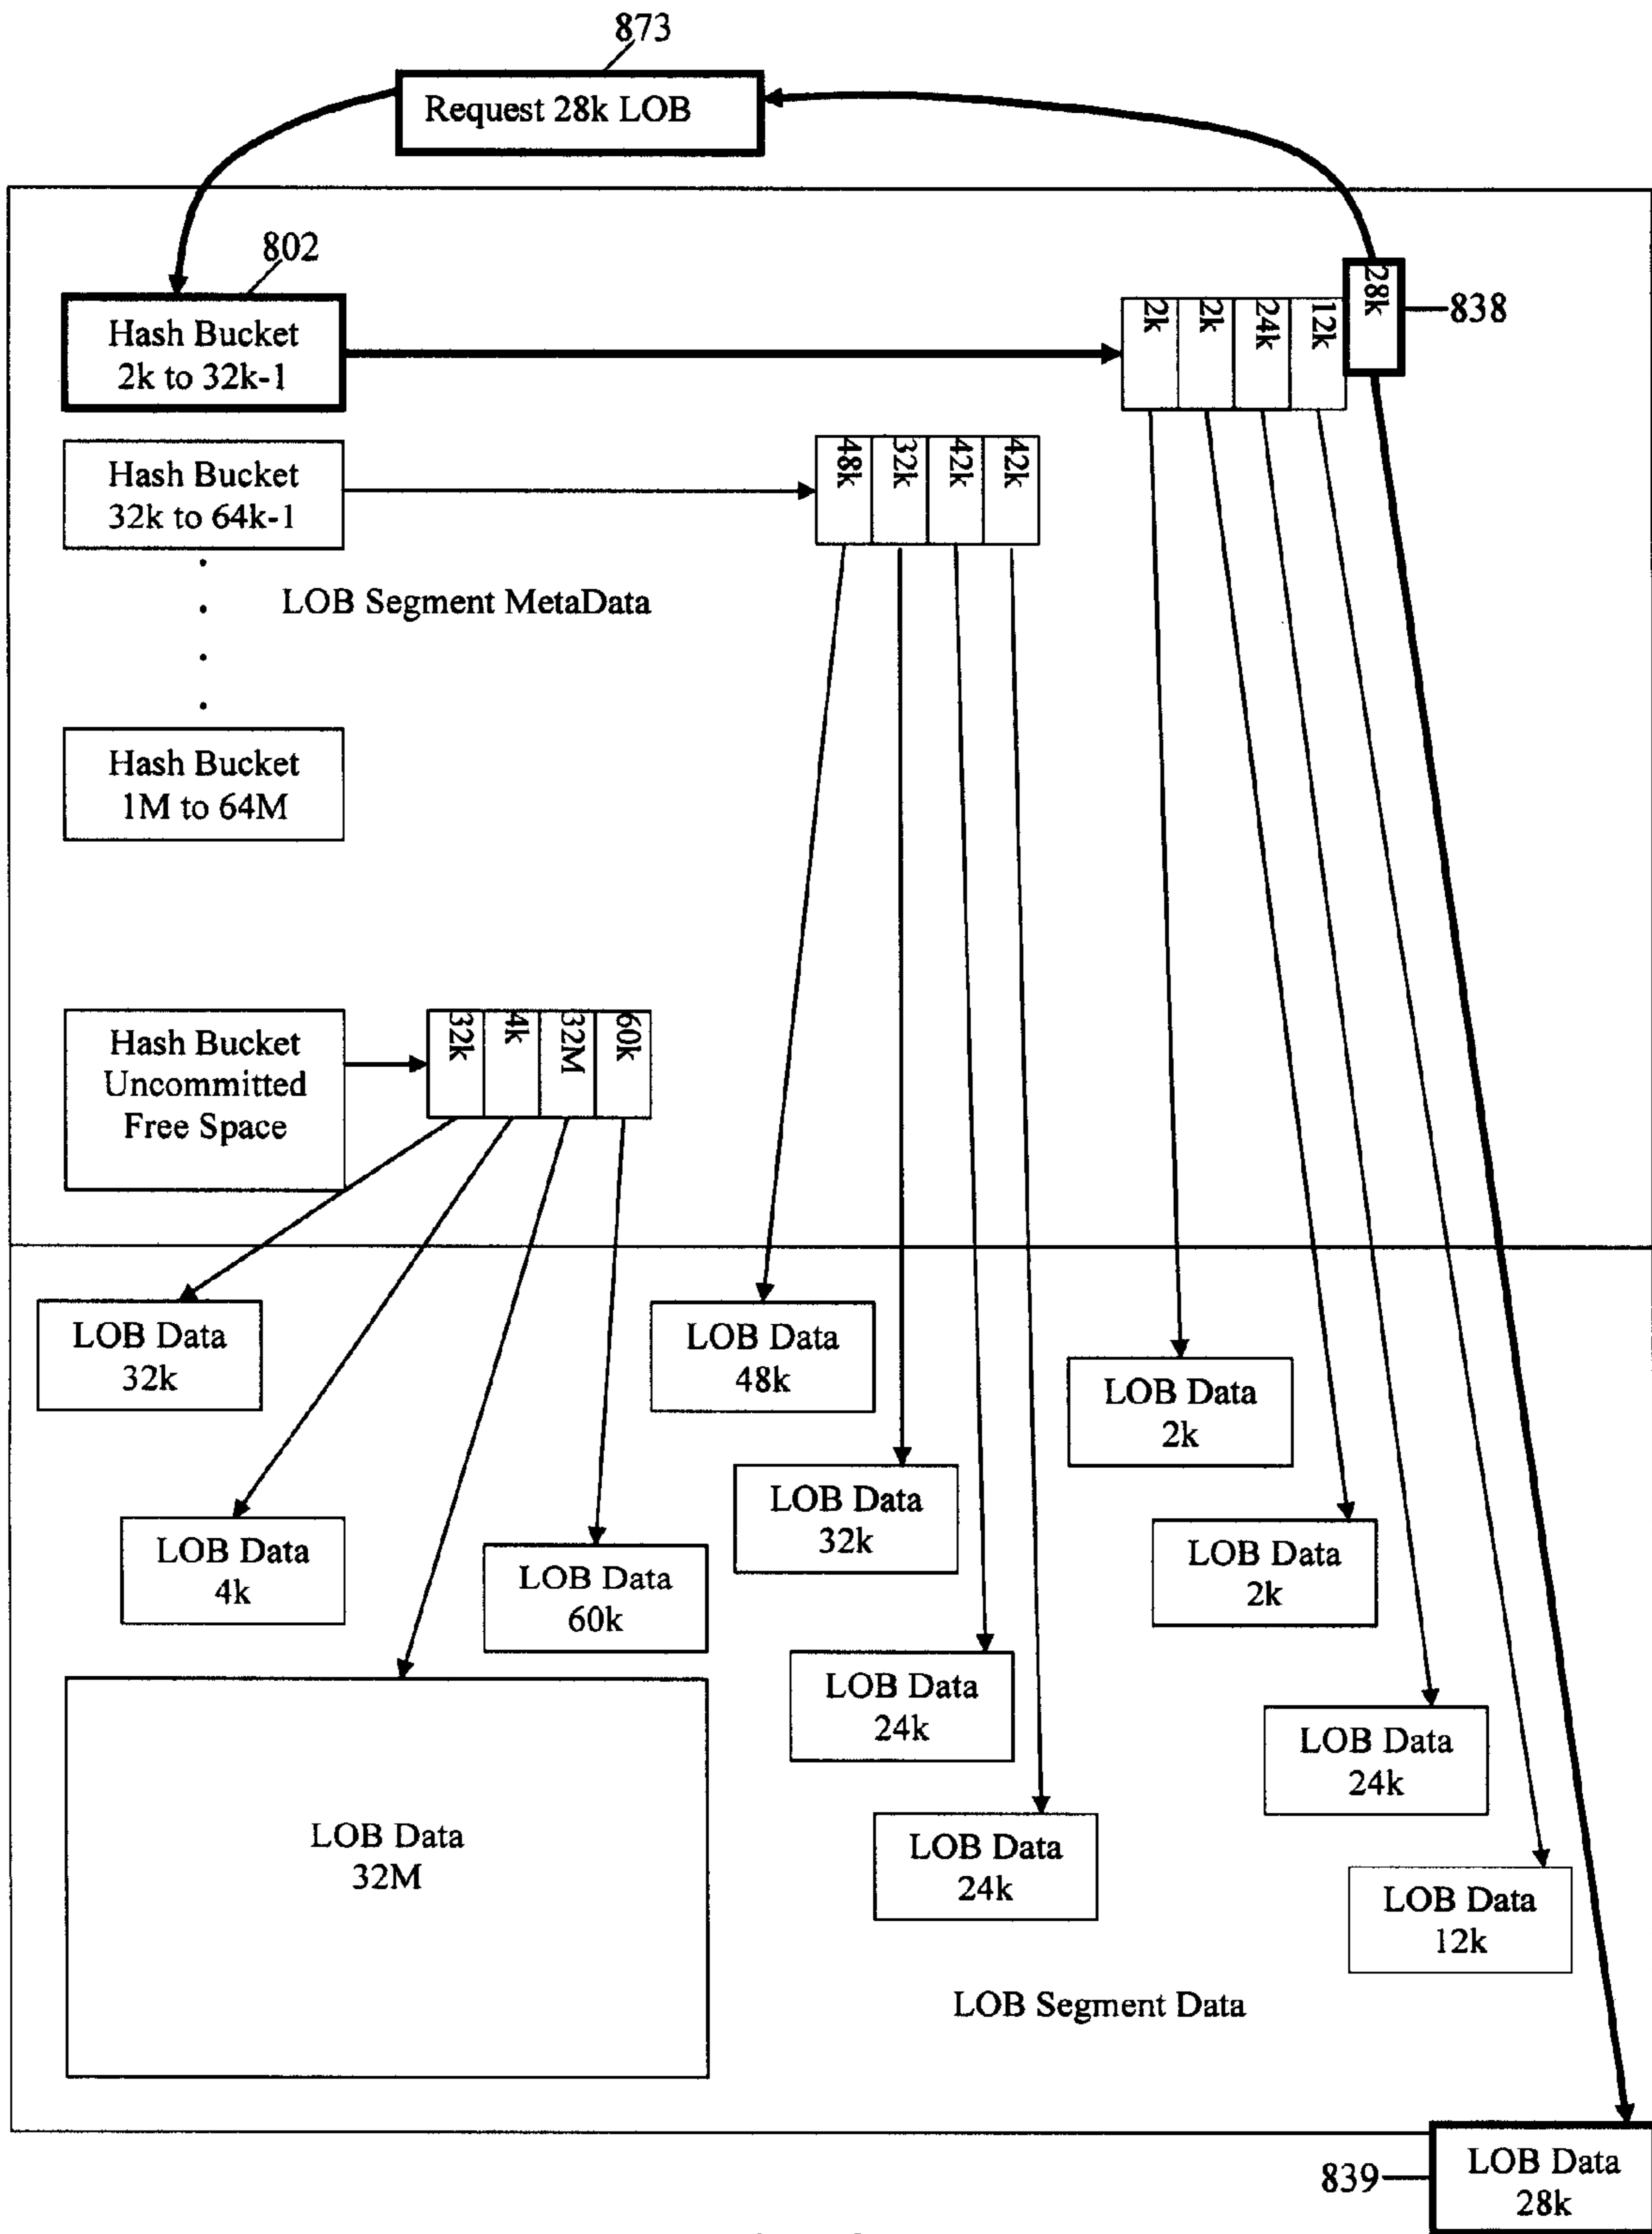 873
Request 28k LOB
802
Hash Bucket
2k to 32k-1
2k
2k
24k
12k
28k
838
Hash Bucket
32k to 64k-1
48k
32k
42k
42k
LOB Segment MetaData
Hash Bucket
1M to 64M
Hash Bucket
Uncommitted
Free Space
32k
4k
32M
60k
LOB Data
32k
LOB Data
48k
LOB Data
2k
LOB Data
4k
LOB Data
60k
LOB Data
32k
LOB Data
2k
LOB Data
24k
LOB Data
24k
LOB Data
32M
LOB Data
24k
LOB Data
12k
LOB Segment Data
839
LOB Data
28k